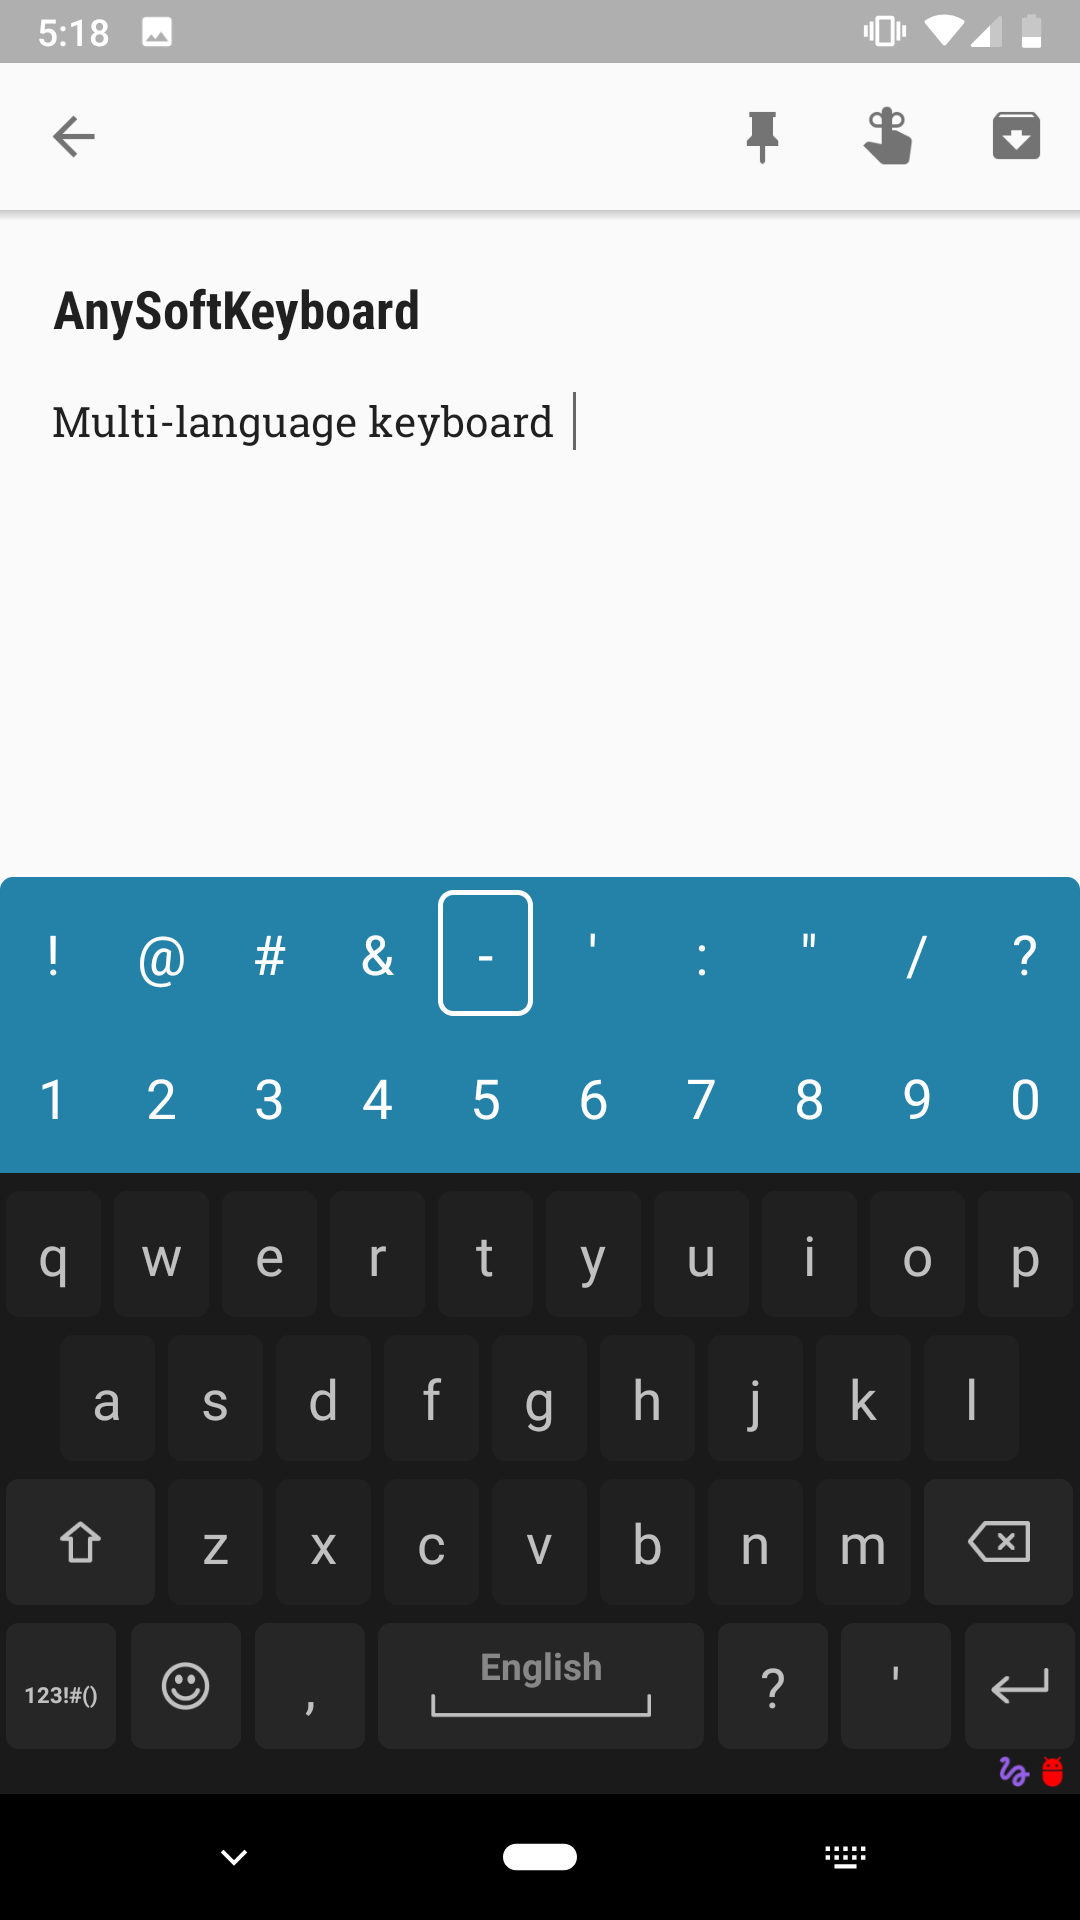 5:18
AnySoftKeyboard
Multi-language keyboard
! @ # & - ' : " / ?
1 2 3 4 5 6 7 8 9 0
q w e r t y u i o p
a s d f g h j k l
z x c v b n m
123!#() , English ? '